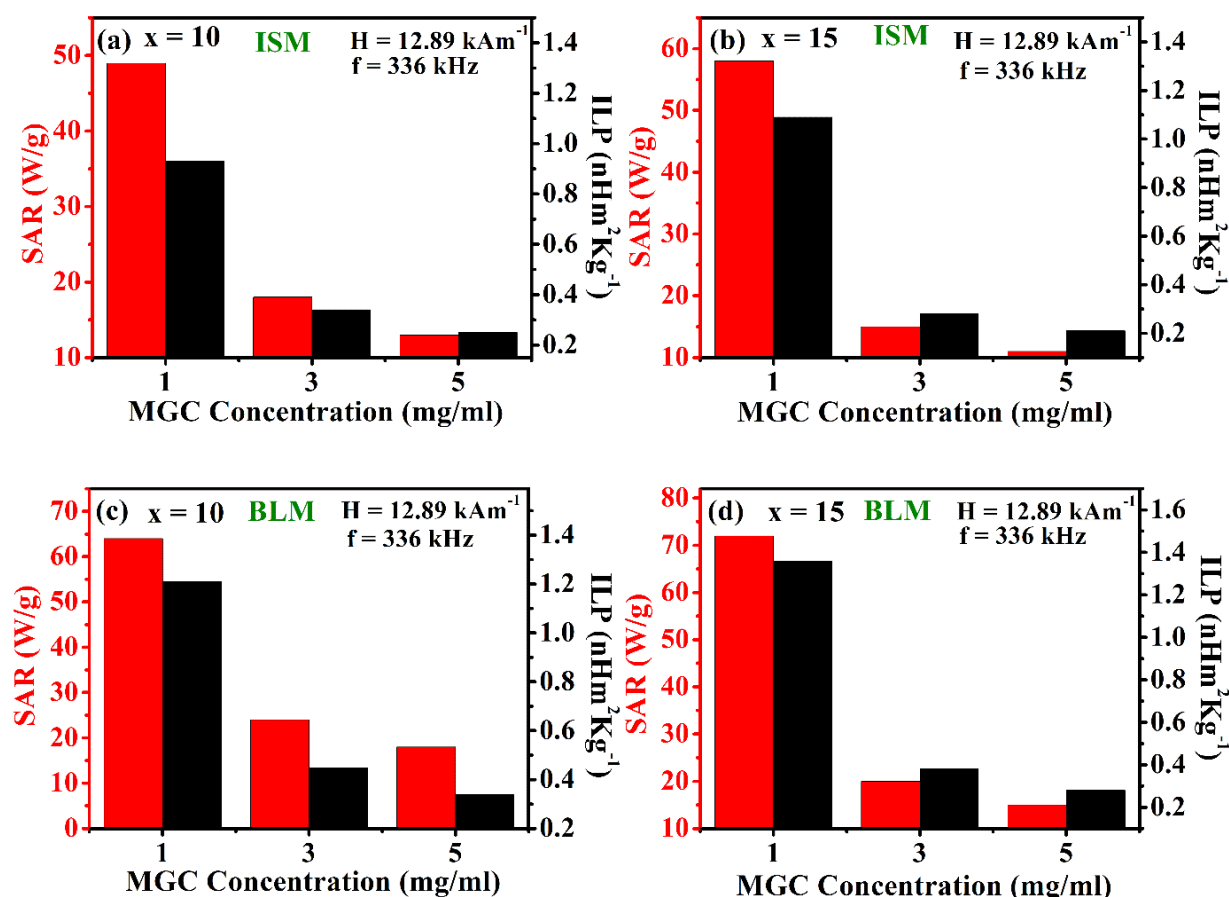 (a) x = 10 ISM H = 12.89 kAm⁻¹
f = 336 kHz
50
40
30
20
10
SAR (W/g)
1.4
1.2
1.0
0.8
0.6
0.4
0.2
ILP (nHm²Kg⁻¹)
1 3 5
MGC Concentration (mg/ml)
(b) x = 15 ISM H = 12.89 kAm⁻¹
f = 336 kHz
60
50
40
30
20
10
SAR (W/g)
1.4
1.2
1.0
0.8
0.6
0.4
0.2
ILP (nHm²Kg⁻¹)
1 3 5
MGC Concentration (mg/ml)
(c) x = 10 BLM H = 12.89 kAm⁻¹
f = 336 kHz
70
60
50
40
30
20
10
0
SAR (W/g)
1.4
1.2
1.0
0.8
0.6
0.4
0.2
ILP (nHm²Kg⁻¹)
1 3 5
MGC Concentration (mg/ml)
(d) x = 15 BLM H = 12.89 kAm⁻¹
f = 336 kHz
80
70
60
50
40
30
20
10
SAR (W/g)
1.6
1.4
1.2
1.0
0.8
0.6
0.4
0.2
ILP (nHm²Kg⁻¹)
1 3 5
MGC Concentration (mg/ml)